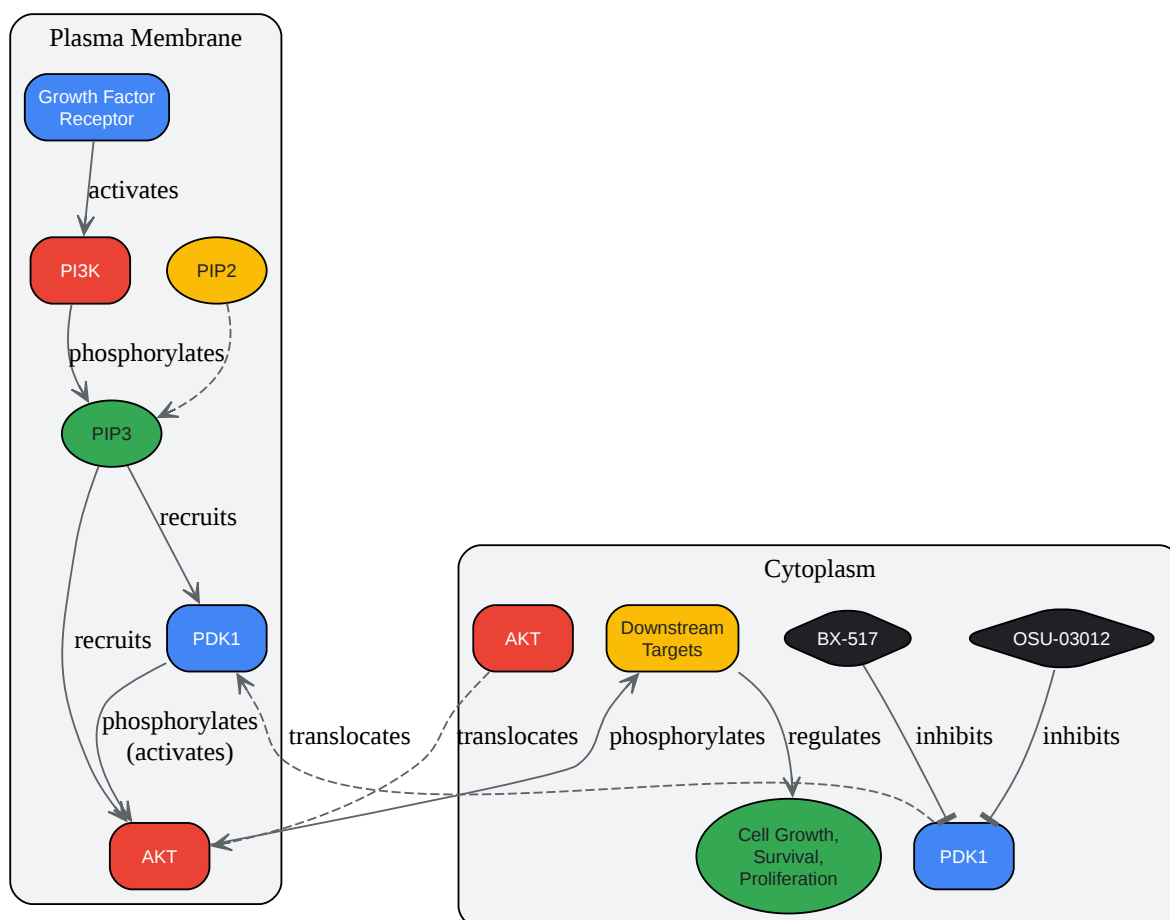 Plasma Membrane
Growth Factor
Receptor
activates
PI3K
PIP2
phosphorylates
PIP3
recruits
recruits
PDK1
phosphorylates
(activates)
AKT
translocates
Cytoplasm
AKT
Downstream
Targets
BX-517
OSU-03012
translocates
phosphorylates
regulates
inhibits
inhibits
Cell Growth,
Survival,
Proliferation
PDK1